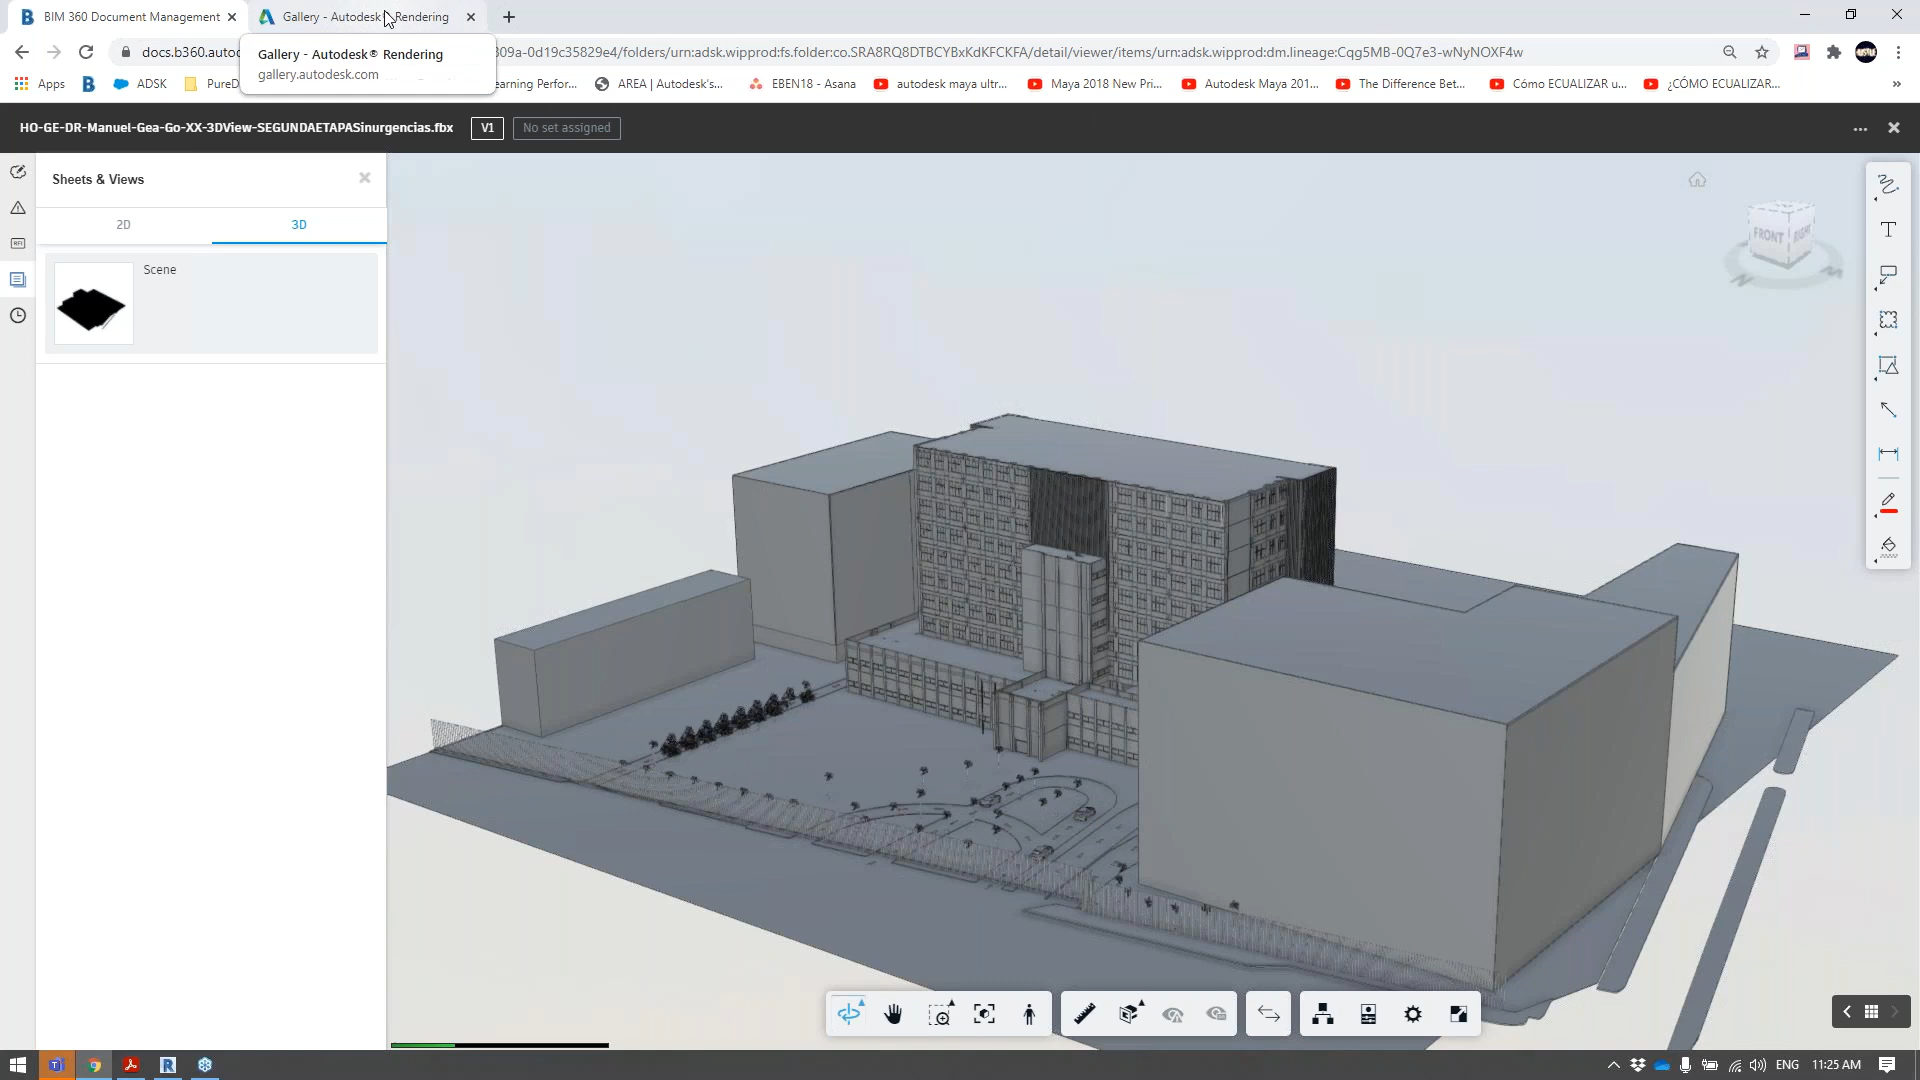 BIM 360 Document Management
Gallery - Autodesk® Rendering
docs.b360.autoc
309a-0d19c35829e4/folders/urn:adsk.wipprod:fs.folder:co.SRA8RQ8DTBCYBxKdKFCKFA/detail/viewer/items/urn:adsk.wipprod:dm.lineage:Cqg5MB-0Q7e3-wNyNOXF4w
Gallery - Autodesk® Rendering
gallery.autodesk.com
Apps
ADSK
PureD
earning Perfor...
AREA | Autodesk's...
EBEN18 - Asana
autodesk maya ultr...
Maya 2018 New Pri...
Autodesk Maya 201...
The Difference Bet...
Cómo ECUALIZAR u...
¿CÓMO ECUALIZAR...
HO-GE-DR-Manuel-Gea-Go-XX-3DView-SEGUNDAETAPASinurgencias.fbx
V1
No set assigned
Sheets & Views
2D
3D
Scene
RFI
FRONT
RIGHT
T
ENG
11:25 AM